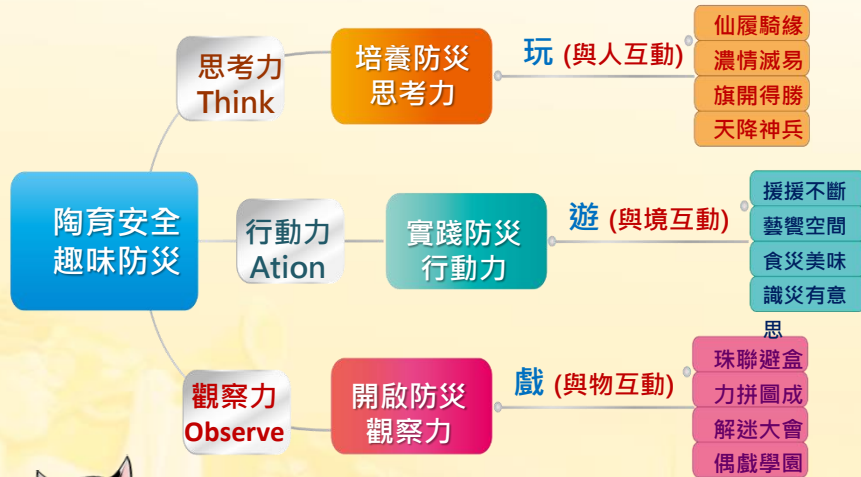 陶育安全
趣味防災
思考力
Think
培養防災
思考力
玩 (與人互動)
仙履騎緣
濃情滅易
旗開得勝
天降神兵
行動力
Ation
實踐防災
行動力
遊 (與境互動)
援援不斷
藝饗空間
食災美味
識災有意
思
觀察力
Observe
開啟防災
觀察力
戲 (與物互動)
珠聯避盒
力拼圖成
解迷大會
偶戲學園